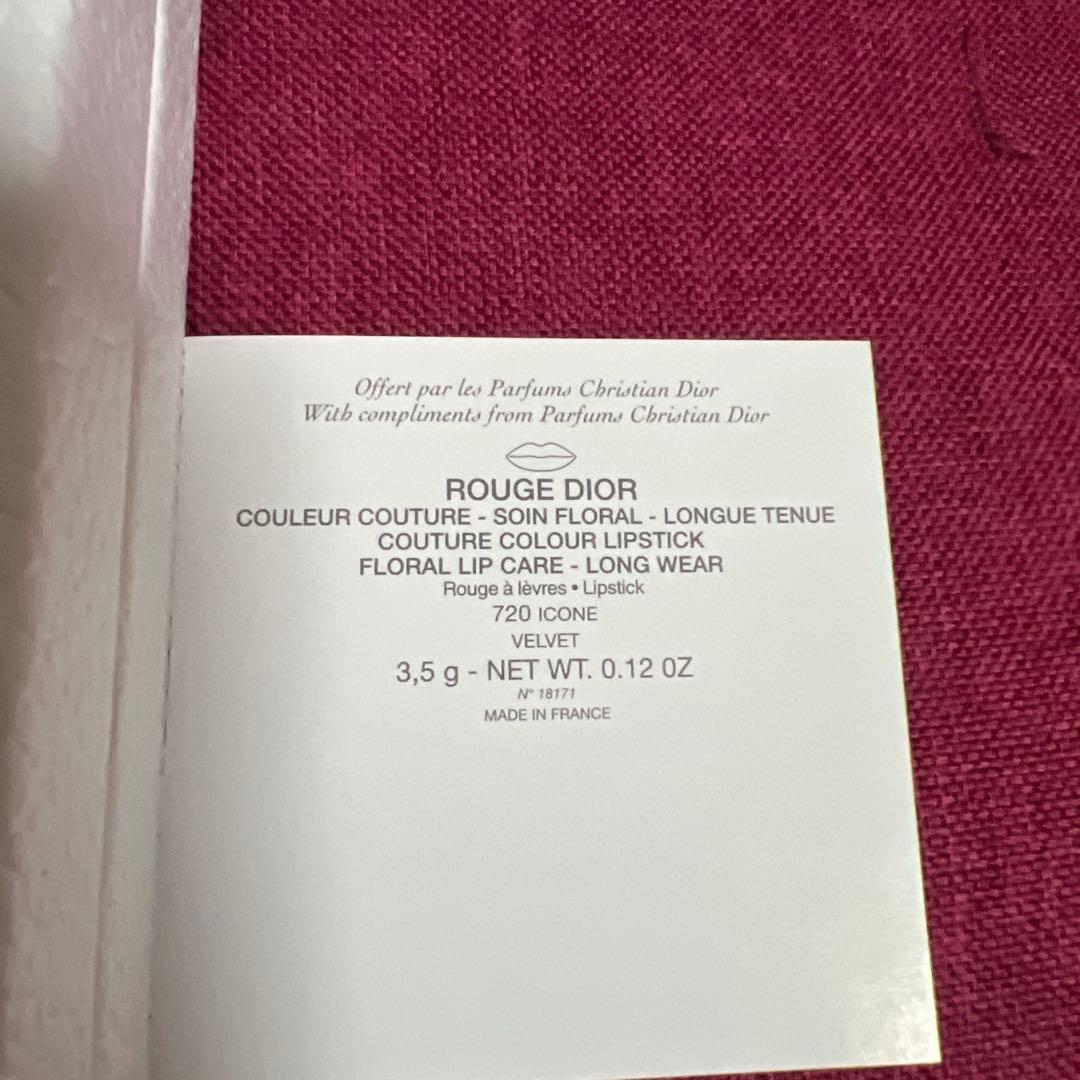 Offert par les Parfums Christian Dior
With compliments from Parfums Christian Dior
ROUGE DIOR
COULEUR COUTURE - SOIN FLORAL - LONGUE TENUE
COUTURE COLOUR LIPSTICK
FLORAL LIP CARE - LONG WEAR
Rouge à lèvres • Lipstick
720 ICONE
VELVET
3,5 g - NET WT. 0.12 OZ
N° 18171
MADE IN FRANCE